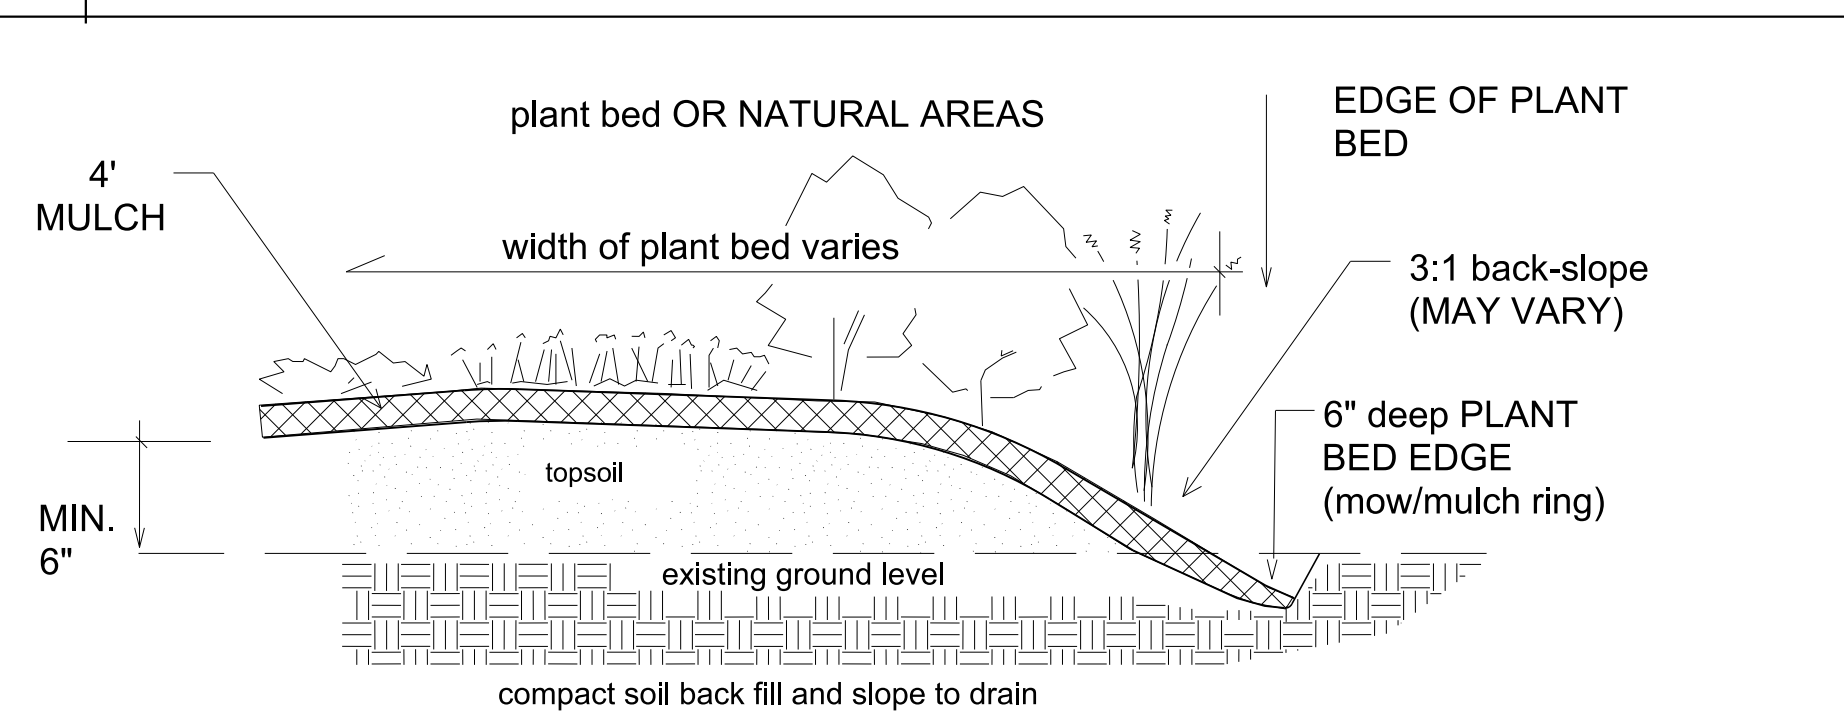 plant bed OR NATURAL AREAS
EDGE OF PLANT
BED
4'
MULCH
width of plant bed varies
3:1 back-slope
(MAY VARY)
6" deep PLANT
BED EDGE
(mow/mulch ring)
topsoil
MIN.
6"
existing ground level
compact soil back fill and slope to drain